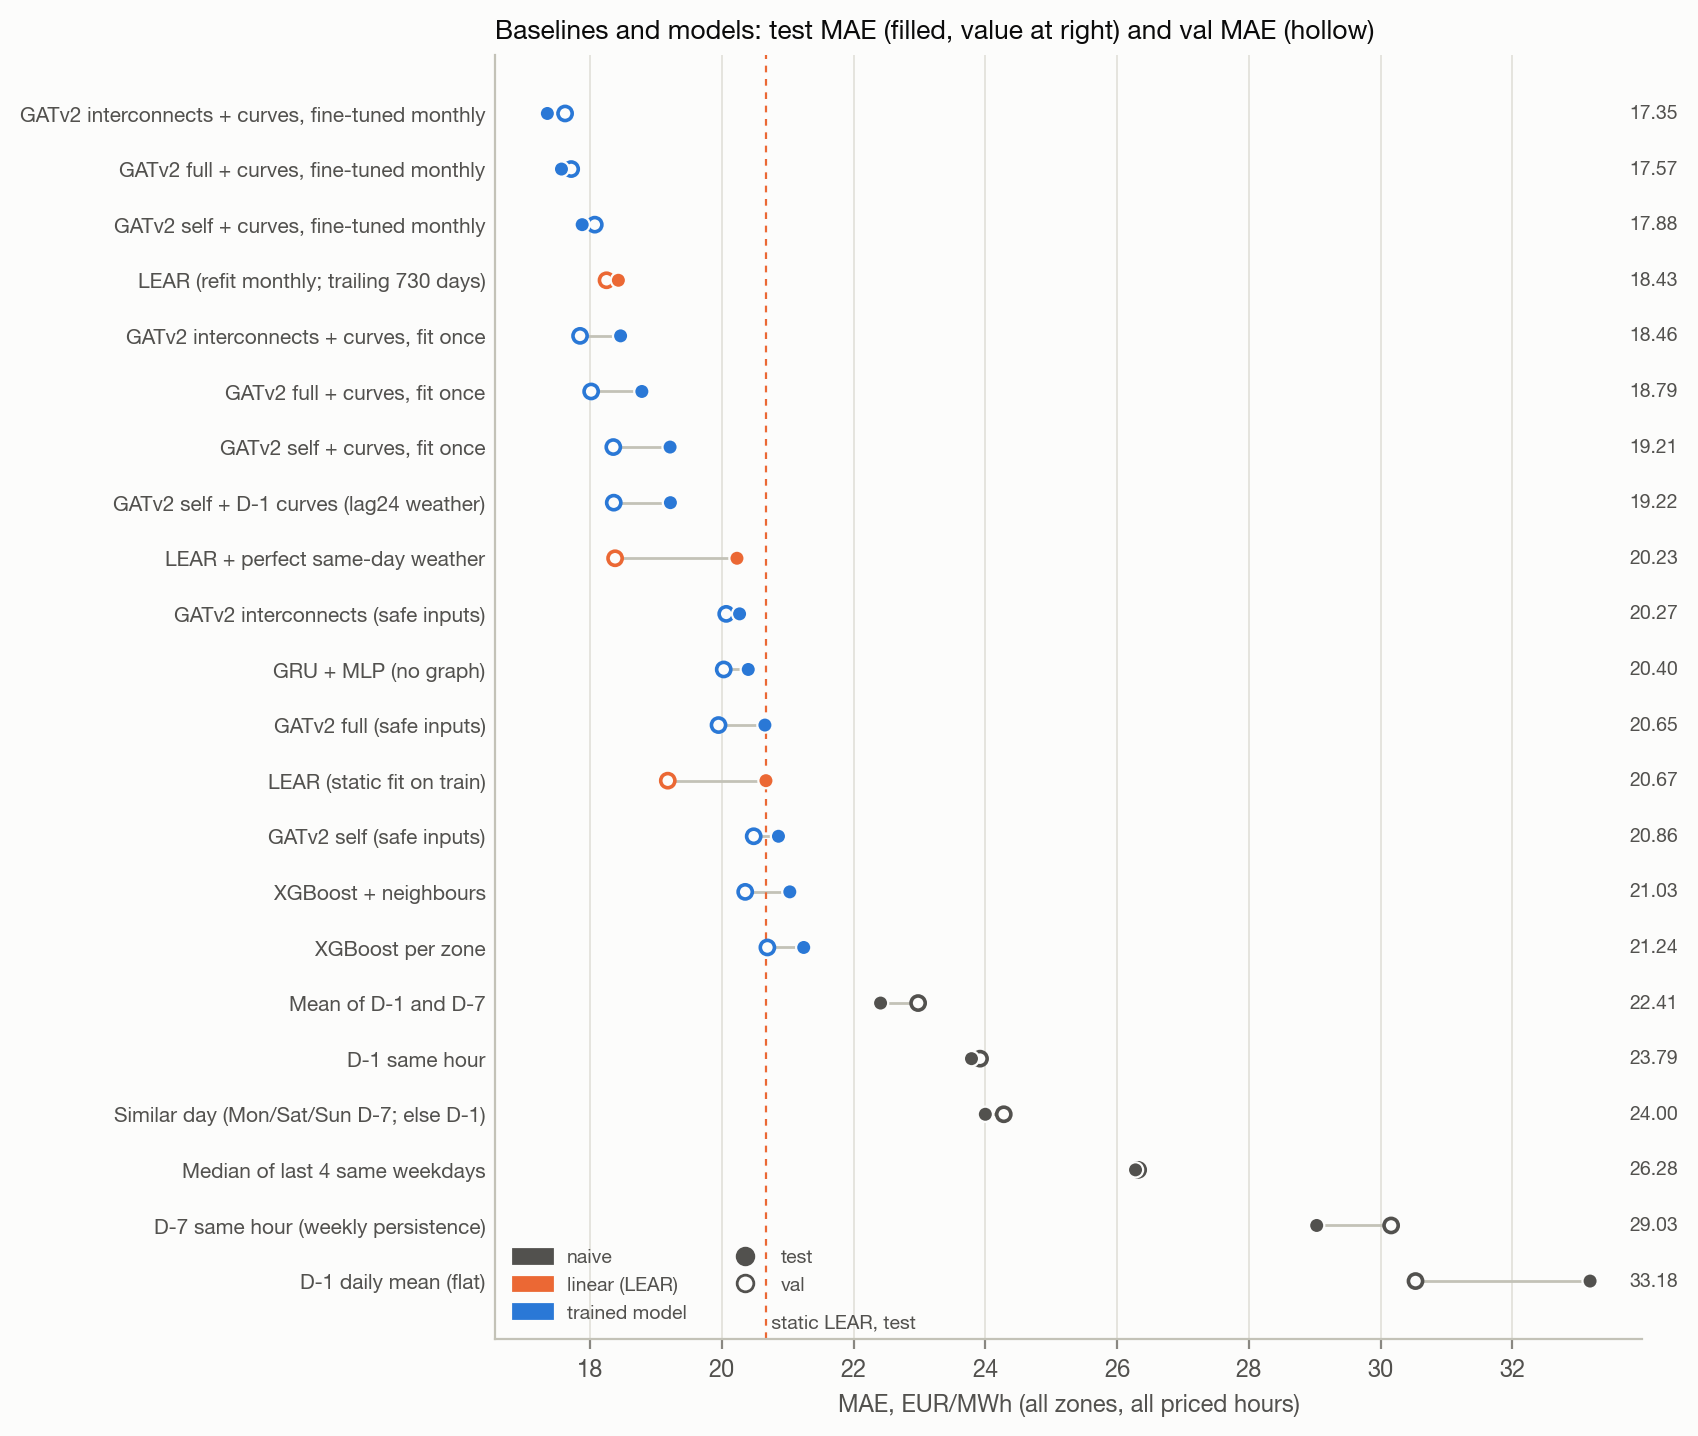 Baselines and models: test MAE (filled, value at right) and val MAE (hollow)
GATv2 interconnects + curves, fine-tuned monthly 17.35
GATv2 full + curves, fine-tuned monthly 17.57
GATv2 self + curves, fine-tuned monthly 17.88
LEAR (refit monthly; trailing 730 days) 18.43
GATv2 interconnects + curves, fit once 18.46
GATv2 full + curves, fit once 18.79
GATv2 self + curves, fit once 19.21
GATv2 self + D-1 curves (lag24 weather) 19.22
LEAR + perfect same-day weather 20.23
GATv2 interconnects (safe inputs) 20.27
GRU + MLP (no graph) 20.40
GATv2 full (safe inputs) 20.65
LEAR (static fit on train) 20.67
GATv2 self (safe inputs) 20.86
XGBoost + neighbours 21.03
XGBoost per zone 21.24
Mean of D-1 and D-7 22.41
D-1 same hour 23.79
Similar day (Mon/Sat/Sun D-7; else D-1) 24.00
Median of last 4 same weekdays 26.28
D-7 same hour (weekly persistence) 29.03
D-1 daily mean (flat) 33.18
naive test
linear (LEAR) val
trained model
static LEAR, test
18 20 22 24 26 28 30 32
MAE, EUR/MWh (all zones, all priced hours)